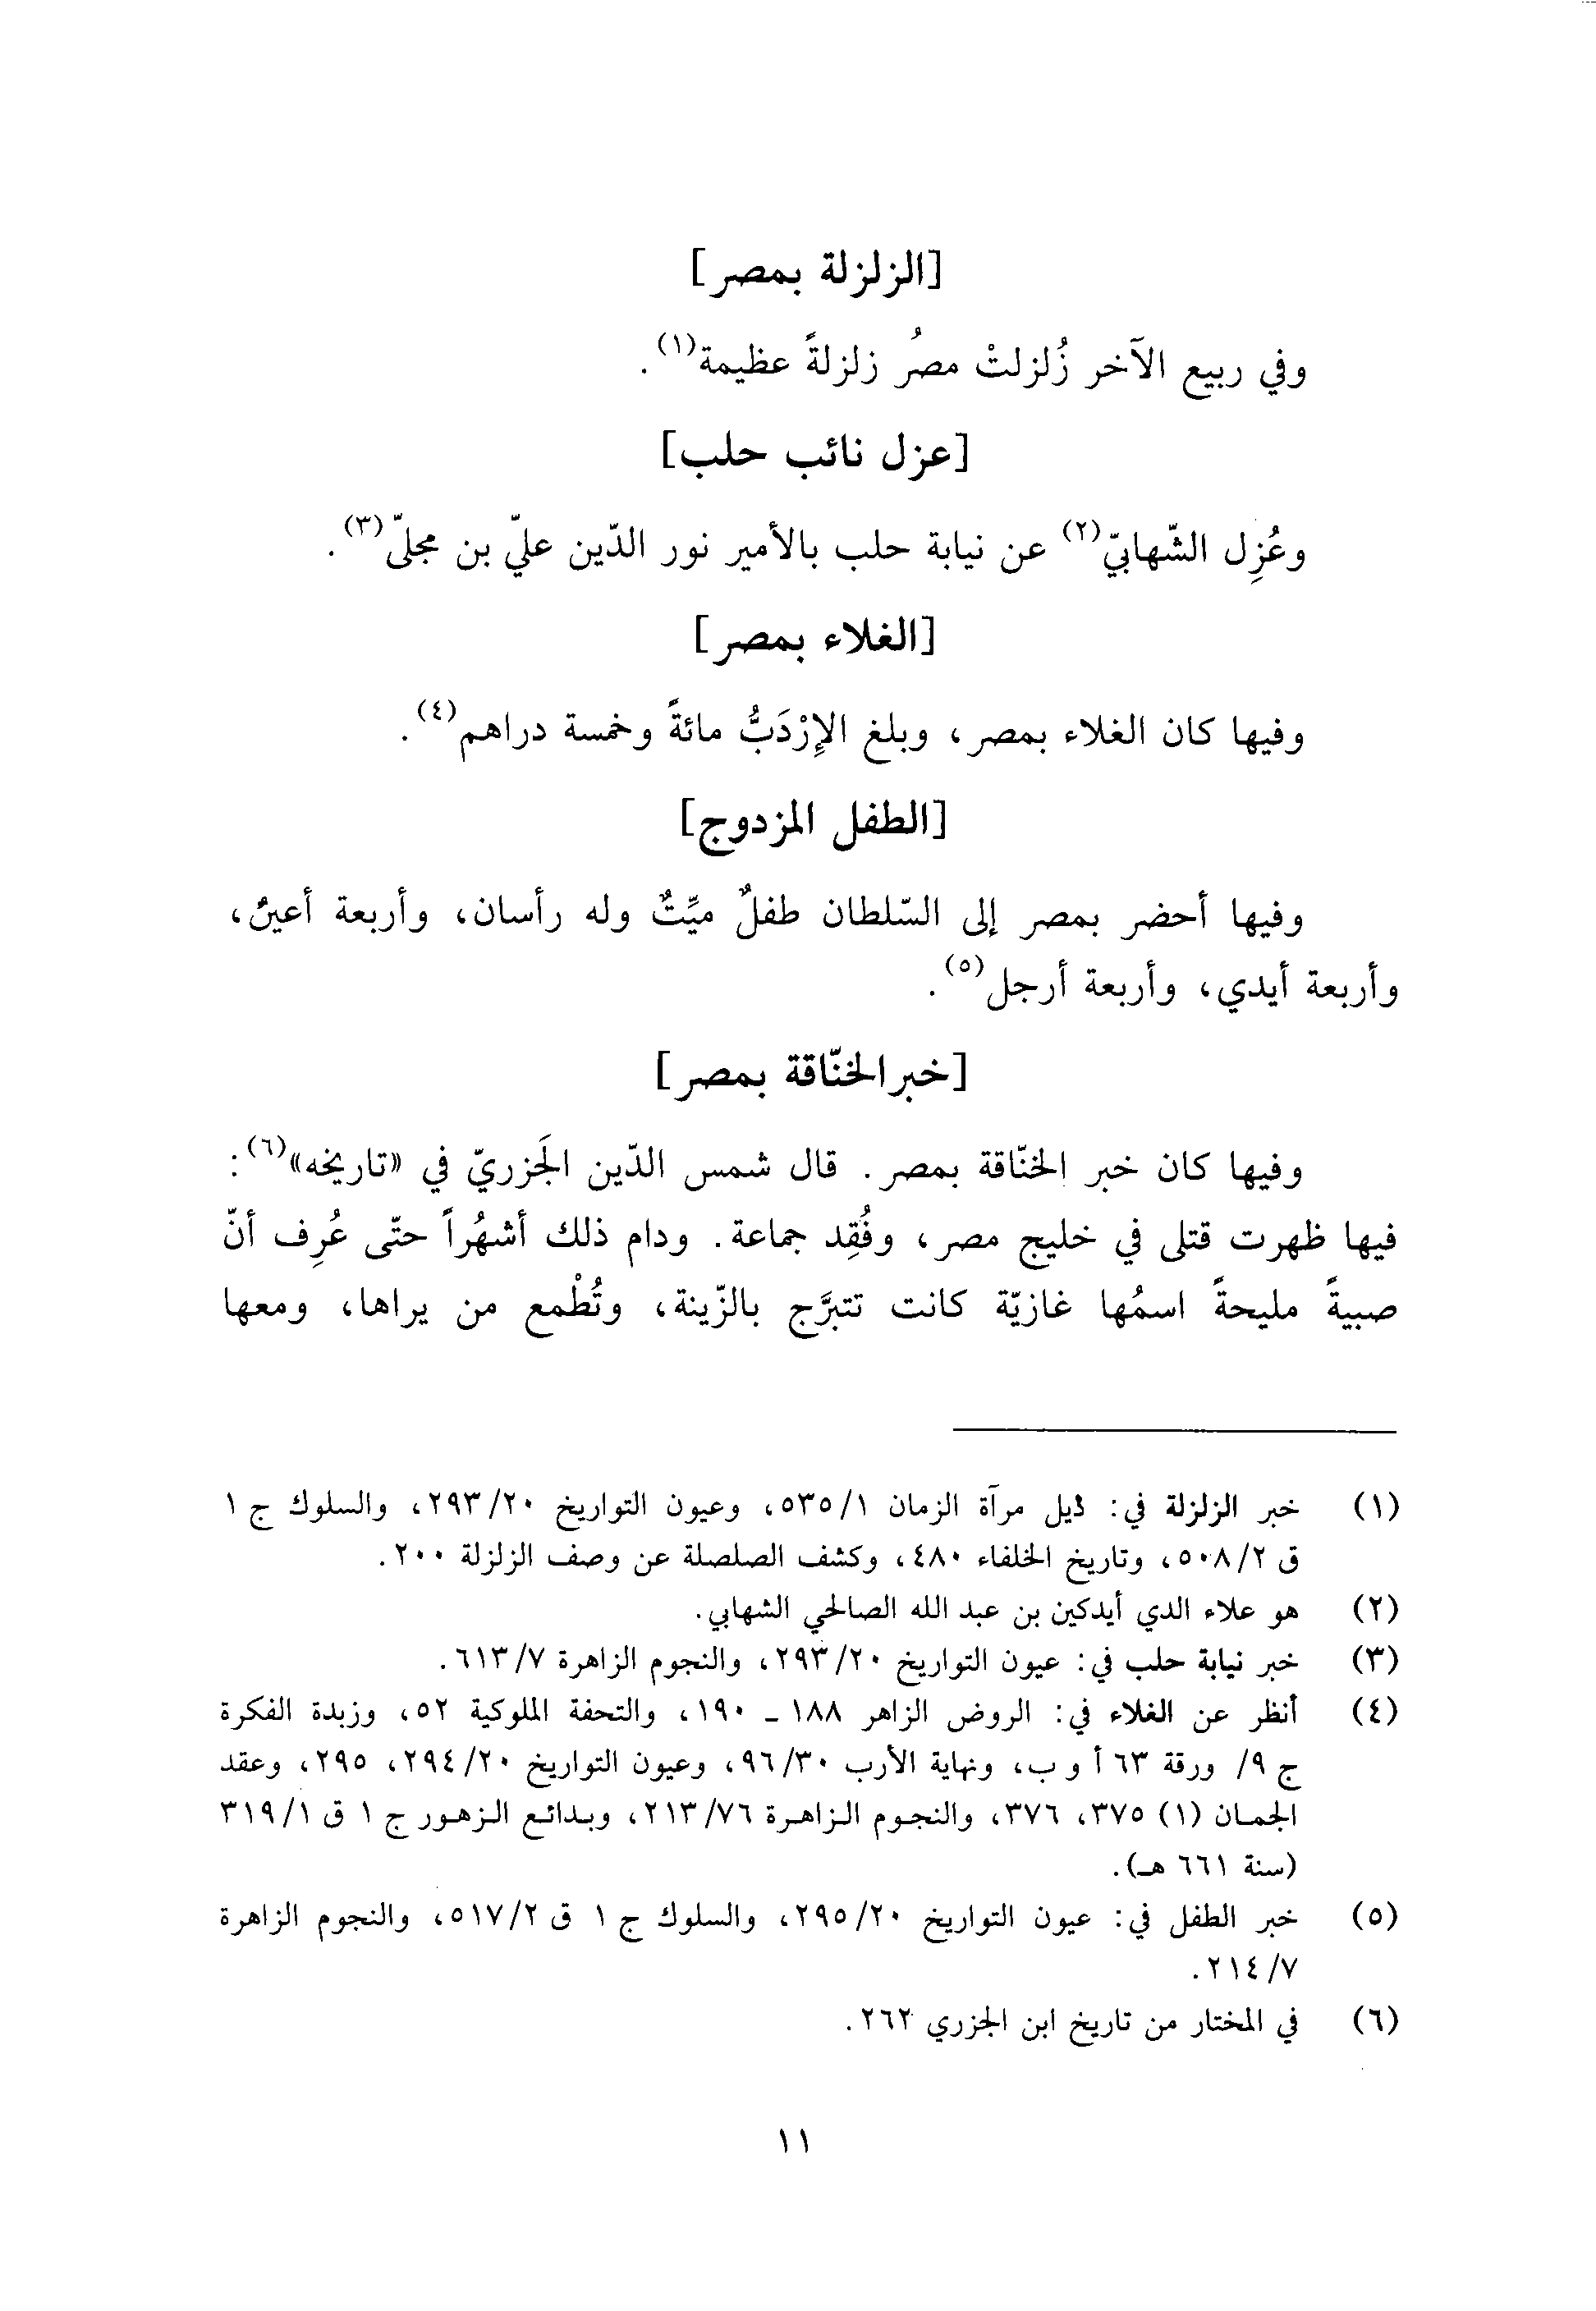 [الزلزلة بمصر]
وفي ربيع الآخر زُلزلتْ مصرُ زلزلةً عظيمة(١).
[عزل نائب حلب]
وعُزِل الشّهابيّ(٢) عن نيابة حلب بالأمير نور الدّين عليّ بن مجلّى(٣).
[الغلاء بمصر]
وفيها كان الغلاء بمصر، وبلغ الإِرْدَبُّ مائةً وخمسة دراهم(٤).
[الطفل المزدوج]
وفيها أحضر بمصر إلى السّلطان طفلٌ ميِّتٌ وله رأسان، وأربعة أعينٌ،
وأربعة أيدي، وأربعة أرجل(٥).
[خبر الخنّاقة بمصر]
وفيها كان خبر الخنّاقة بمصر. قال شمس الدّين الجَزريّ في «تاريخه»(٦):
فيها ظهرت قتلى في خليج مصر، وفُقِد جماعة. ودام ذلك أشهُراً حتّى عُرِف أنّ
صبيةً مليحةً اسمُها غازيّة كانت تتبرَّج بالزّينة، وتُطْمع من يراها، ومعها
(١) خبر الزلزلة في: ذيل مرآة الزمان ٥٣٥/١، وعيون التواريخ ٢٩٣/٢٠، والسلوك ج ١
ق ٥٠٨/٢، وتاريخ الخلفاء ٤٨٠، وكشف الصلصلة عن وصف الزلزلة ٢٠٠.
(٢) هو علاء الدي أيدكين بن عبد الله الصالحي الشهابي.
(٣) خبر نيابة حلب في: عيون التواريخ ٢٩٣/٢٠، والنجوم الزاهرة ٦١٣/٧.
(٤) أنظر عن الغلاء في: الروض الزاهر ١٨٨ - ١٩٠، والتحفة الملوكية ٥٢، وزبدة الفكرة
ج ٩/ ورقة ٦٣ أ و ب، ونهاية الأرب ٩٦/٣٠، وعيون التواريخ ٢٩٤/٢٠، ٢٩٥، وعقد
الجمان (١) ٣٧٥، ٣٧٦، والنجوم الزاهرة ٢١٣/٧٦، وبدائع الزهور ج ١ ق ٣١٩/١
(سنة ٦٦١ هـ).
(٥) خبر الطفل في: عيون التواريخ ٢٩٥/٢٠، والسلوك ج ١ ق ٥١٧/٢، والنجوم الزاهرة
٢١٤/٧.
(٦) في المختار من تاريخ ابن الجزري ٢٦٢.
١١